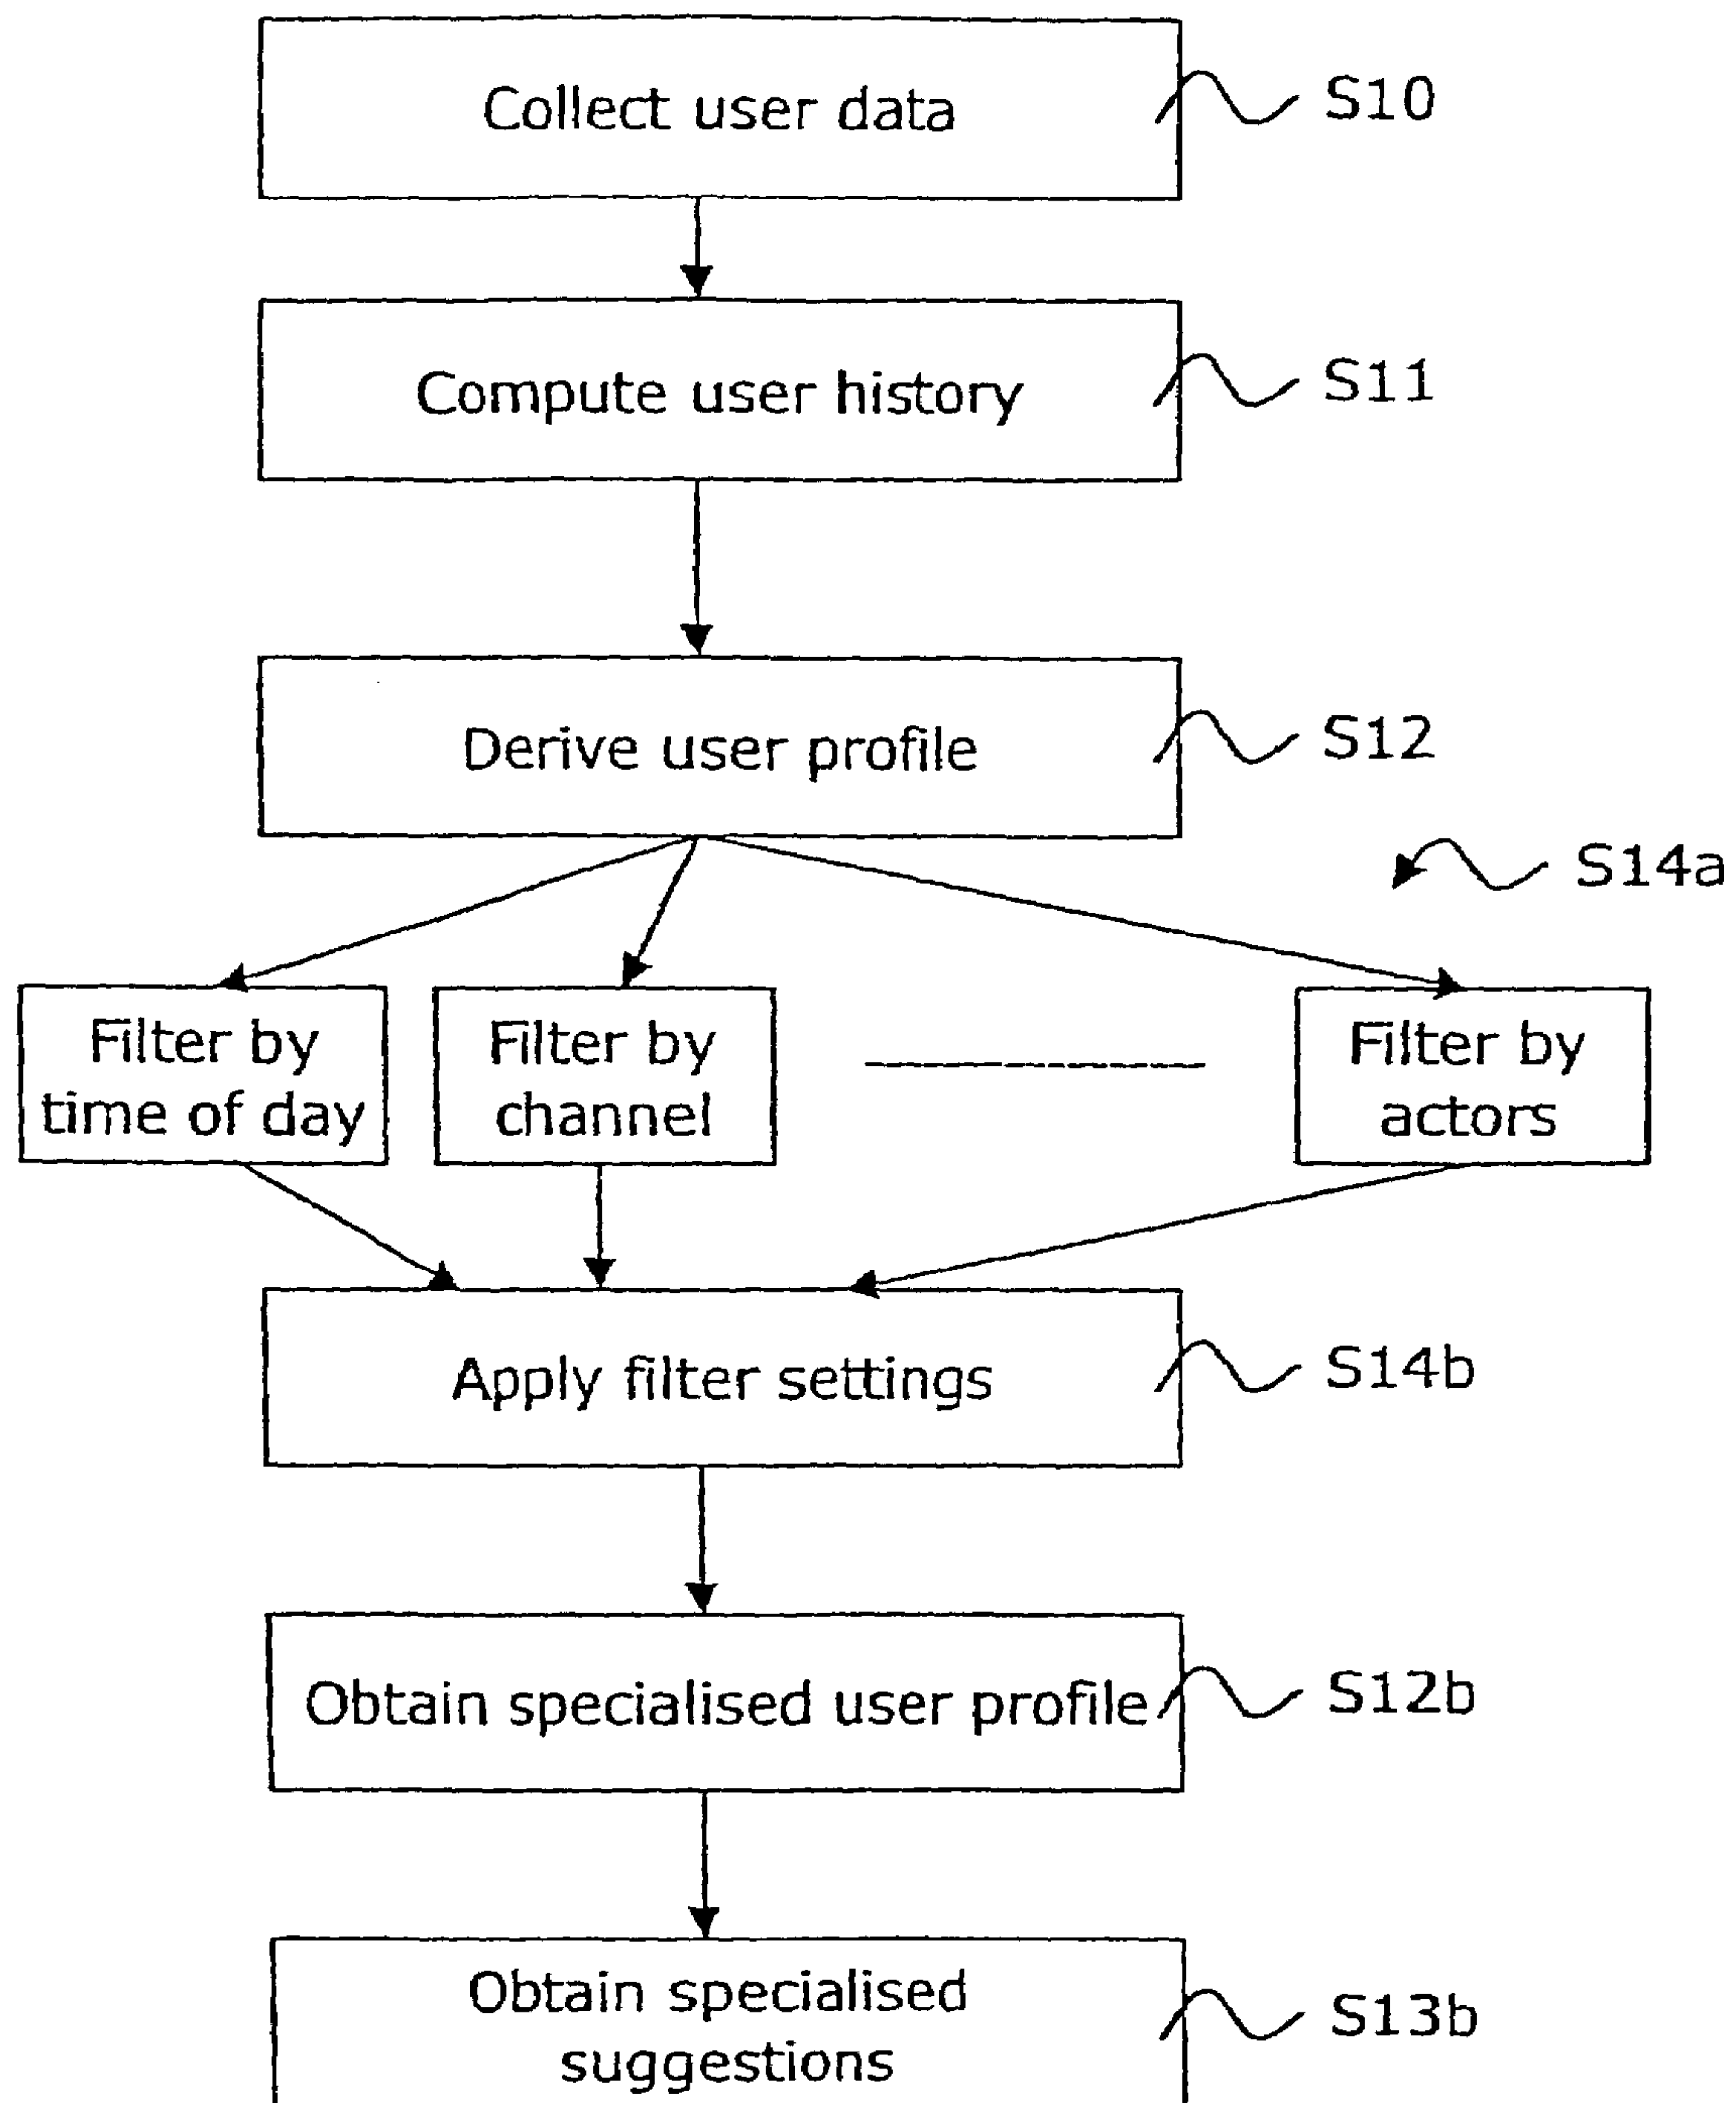 Collect user data
S10
Compute user history
S11
Derive user profile
S12
S14a
Filter by
time of day
Filter by
channel
Filter by
actors
Apply filter settings
S14b
Obtain specialised user profile
S12b
Obtain specialised
suggestions
S13b